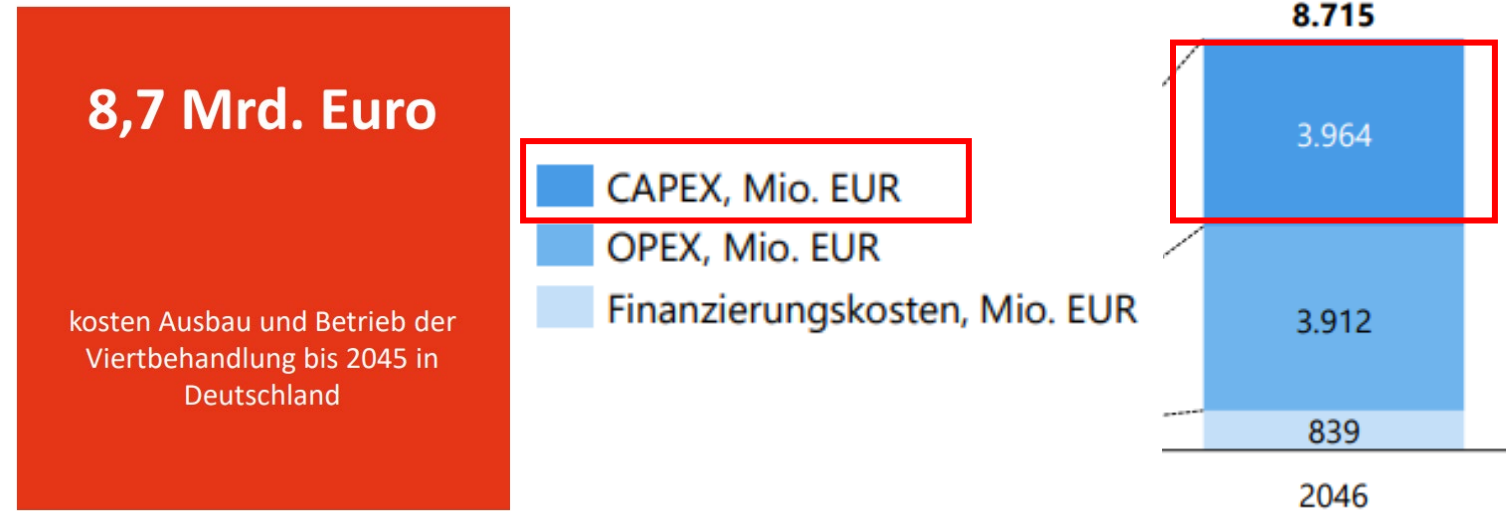 8,7 Mrd. Euro
kosten Ausbau und Betrieb der
Viertbehandlung bis 2045 in
Deutschland
CAPEX, Mio. EUR
OPEX, Mio. EUR
Finanzierungskosten, Mio. EUR
8.715
3.964
3.912
839
2046